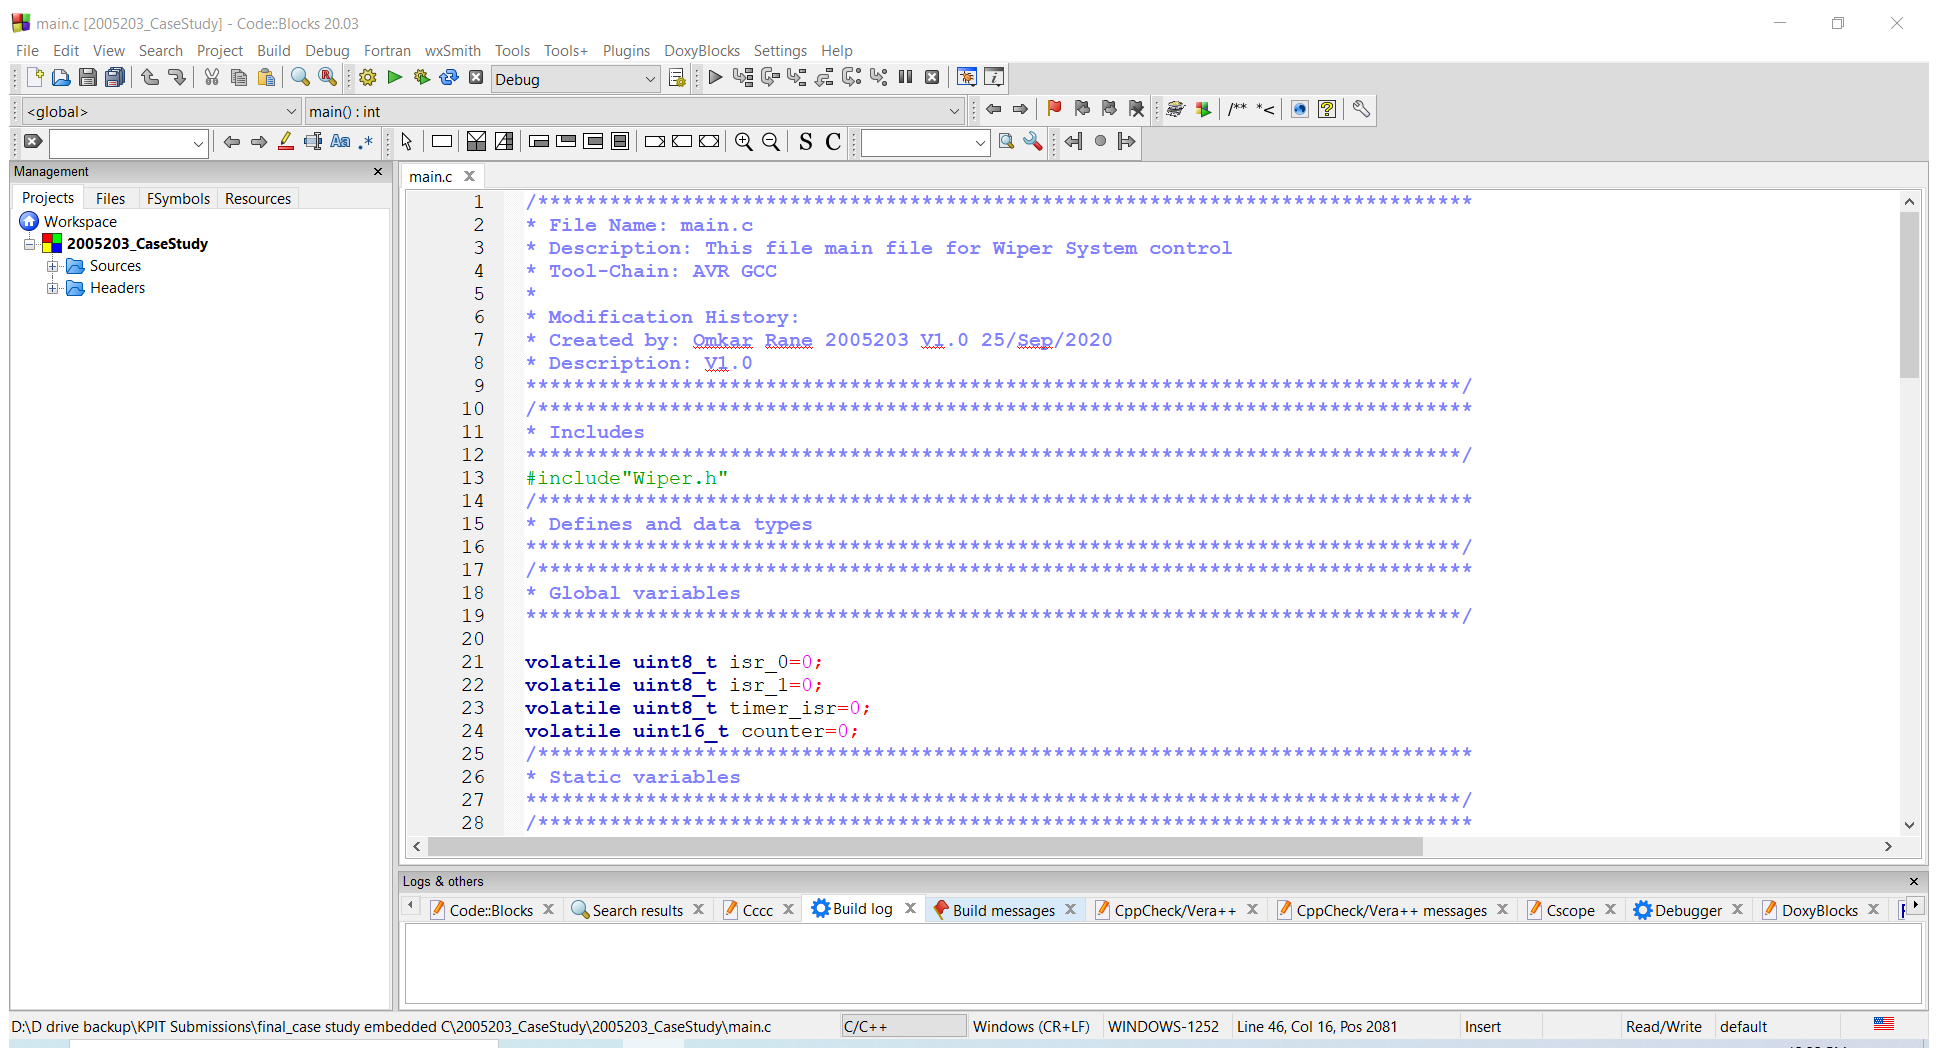 main.c [2005203_CaseStudy] - Code::Blocks 20.03
File Edit View Search Project Build Debug Fortran wxSmith Tools Tools+ Plugins DoxyBlocks Settings Help
Debug
<global> main() : int /** *<
Aa .* S C
Management
Projects Files FSymbols Resources
Workspace
2005203_CaseStudy
Sources
Headers
main.c
1 /******************************************************************************
2 * File Name: main.c
3 * Description: This file main file for Wiper System control
4 * Tool-Chain: AVR GCC
5 *
6 * Modification History:
7 * Created by: Omkar Rane 2005203 V1.0 25/Sep/2020
8 * Description: V1.0
9 ******************************************************************************/
10 /******************************************************************************
11 * Includes
12 ******************************************************************************/
13 #include"Wiper.h"
14 /******************************************************************************
15 * Defines and data types
16 ******************************************************************************/
17 /******************************************************************************
18 * Global variables
19 ******************************************************************************/
20
21 volatile uint8_t isr_0=0;
22 volatile uint8_t isr_1=0;
23 volatile uint8_t timer_isr=0;
24 volatile uint16_t counter=0;
25 /******************************************************************************
26 * Static variables
27 ******************************************************************************/
28 /******************************************************************************
Logs & others
Code::Blocks Search results Cccc Build log Build messages CppCheck/Vera++ CppCheck/Vera++ messages Cscope Debugger DoxyBlocks
D:\D drive backup\KPIT Submissions\final_case study embedded C\2005203_CaseStudy\2005203_CaseStudy\main.c C/C++ Windows (CR+LF) WINDOWS-1252 Line 46, Col 16, Pos 2081 Insert Read/Write default